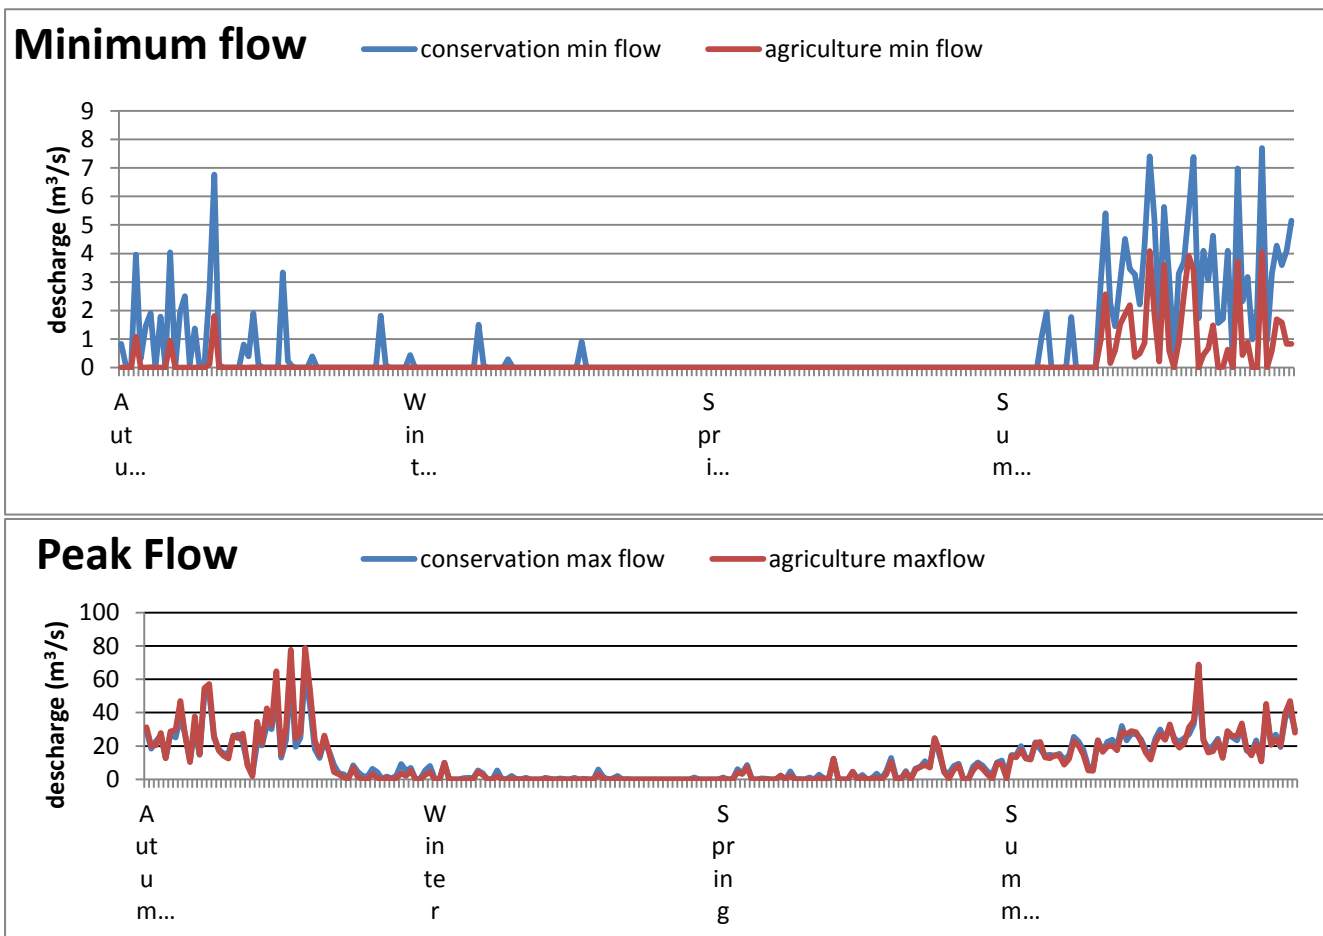 Minimum flow
conservation min flow
agriculture min flow
descharge (m³/s)
9
8
7
6
5
4
3
2
1
0
A W S S
ut in pr u
u... t... i... m...
Peak Flow
conservation max flow
agriculture maxflow
descharge (m³/s)
100
80
60
40
20
0
A W S S
ut in pr u
u te in m
m... r g m...